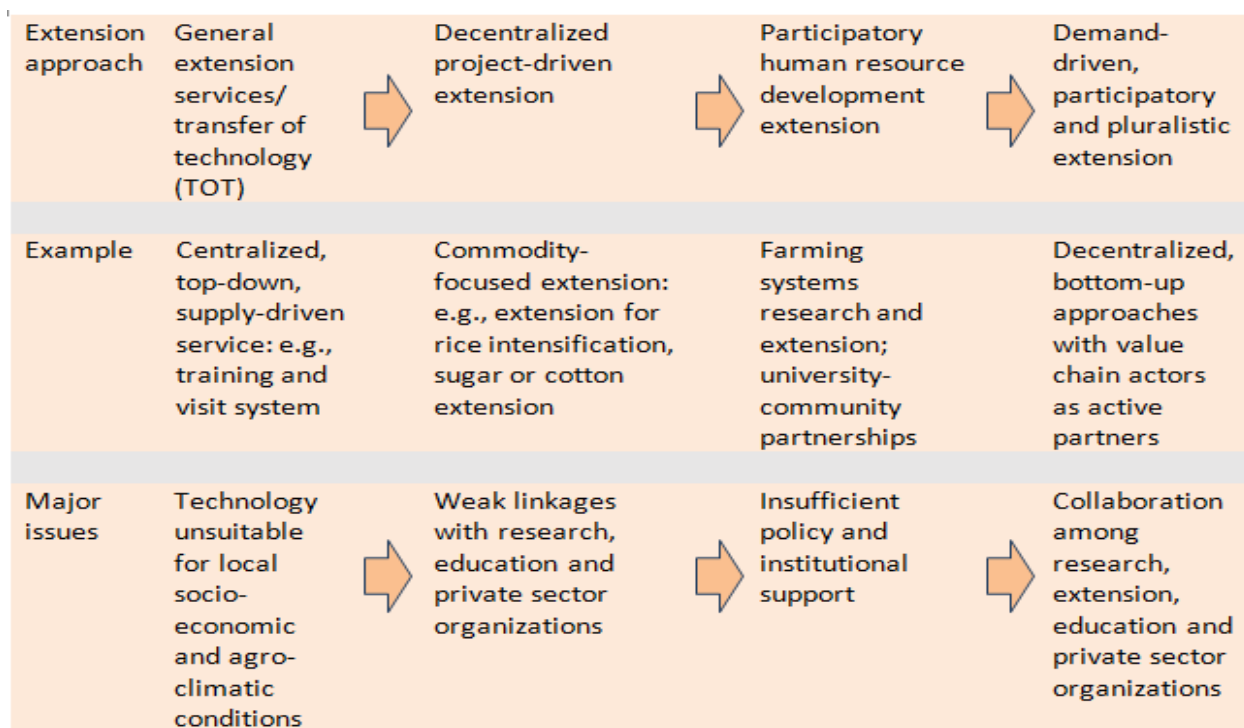 Extension
approach
General
extension
services/
transfer of
technology
(TOT)
Decentralized
project-driven
extension
Participatory
human resource
development
extension
Demand-
driven,
participatory
and pluralistic
extension
Example
Centralized,
top-down,
supply-driven
service: e.g.,
training and
visit system
Commodity-
focused extension:
e.g., extension for
rice intensification,
sugar or cotton
extension
Farming
systems
research and
extension;
university-
community
partnerships
Decentralized,
bottom-up
approaches
with value
chain actors
as active
partners
Major
issues
Technology
unsuitable
for local
socio-
economic
and agro-
climatic
conditions
Weak linkages
with research,
education and
private sector
organizations
Insufficient
policy and
institutional
support
Collaboration
among
research,
extension,
education and
private sector
organizations